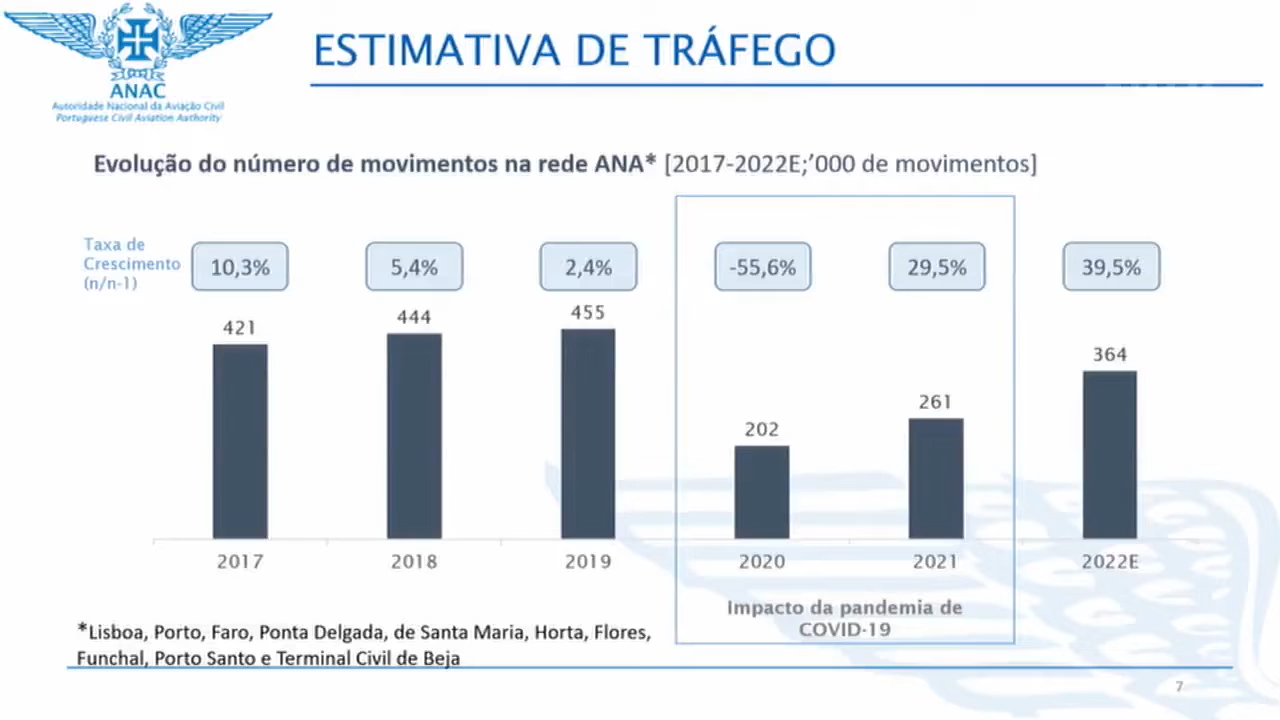 ANAC
Autoridade Nacional da Aviação Civil
Portuguese Civil Aviation Authority
ESTIMATIVA DE TRÁFEGO
Evolução do número de movimentos na rede ANA* [2017-2022E;’000 de movimentos]
Taxa de
Crescimento
(n/n-1)
10,3% 5,4% 2,4% -55,6% 29,5% 39,5%
421 444 455 202 261 364
2017 2018 2019 2020 2021 2022E
Impacto da pandemia de
COVID-19
*Lisboa, Porto, Faro, Ponta Delgada, de Santa Maria, Horta, Flores,
Funchal, Porto Santo e Terminal Civil de Beja
7